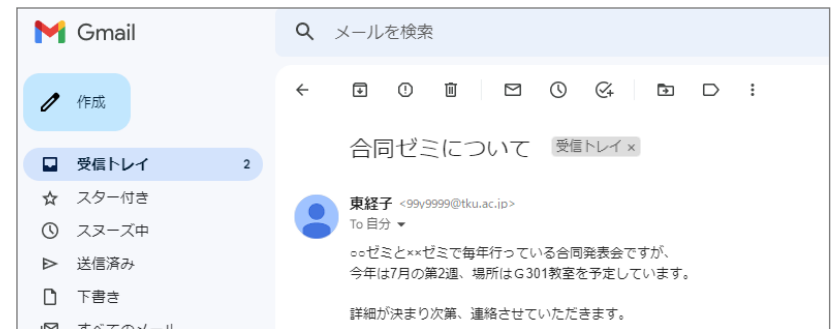 Gmail
メールを検索
作成
合同ゼミについて 受信トレイ ×
受信トレイ 2
スター付き
スヌーズ中
送信済み
下書き
すべてのメール
東経子 <99y9999@tku.ac.jp>
To 自分
○○ゼミと××ゼミで毎年行っている合同発表会ですが、
今年は7月の第2週、場所はＧ301教室を予定しています。
詳細が決まり次第、連絡させていただきます。